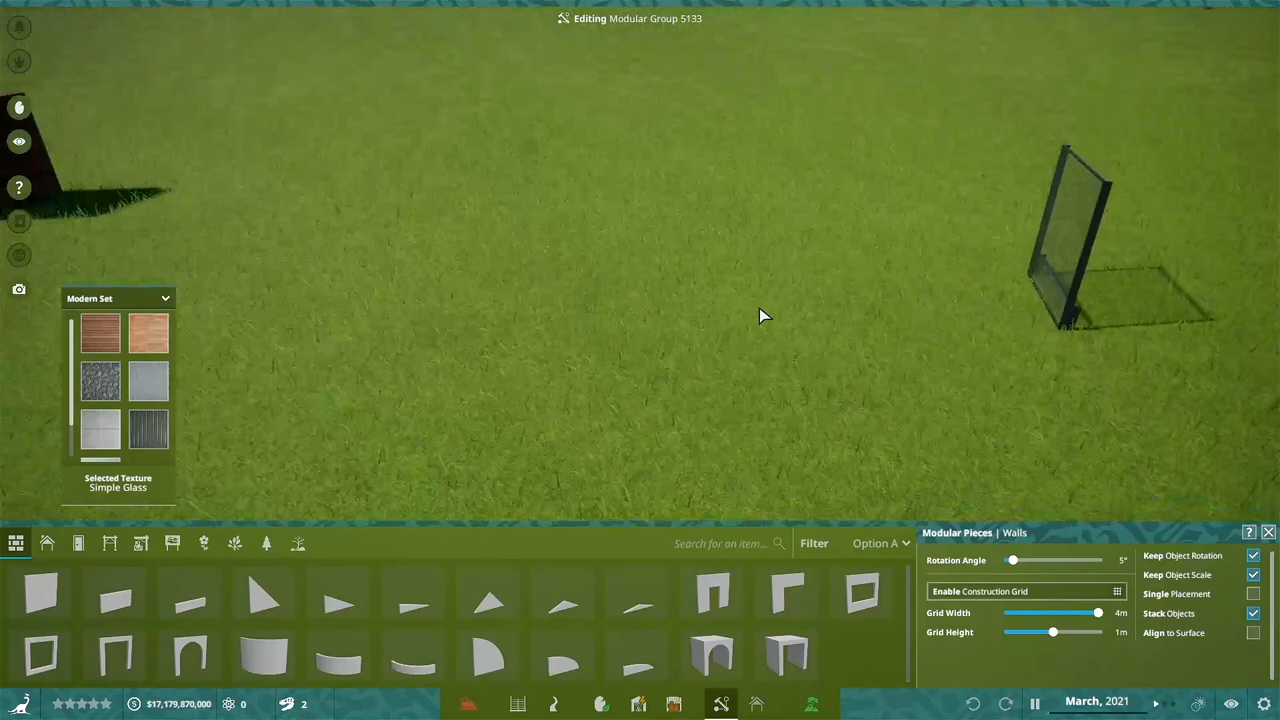 Editing Modular Group 5133
?
Modern Set
Selected Texture
Simple Glass
Search for an item...
Filter
Option A
Modular Pieces | Walls
?
Rotation Angle
5°
Enable Construction Grid
Grid Width
4m
Grid Height
1m
Keep Object Rotation
Keep Object Scale
Single Placement
Stack Objects
Align to Surface
$17,179,870,000
0
2
March, 2021